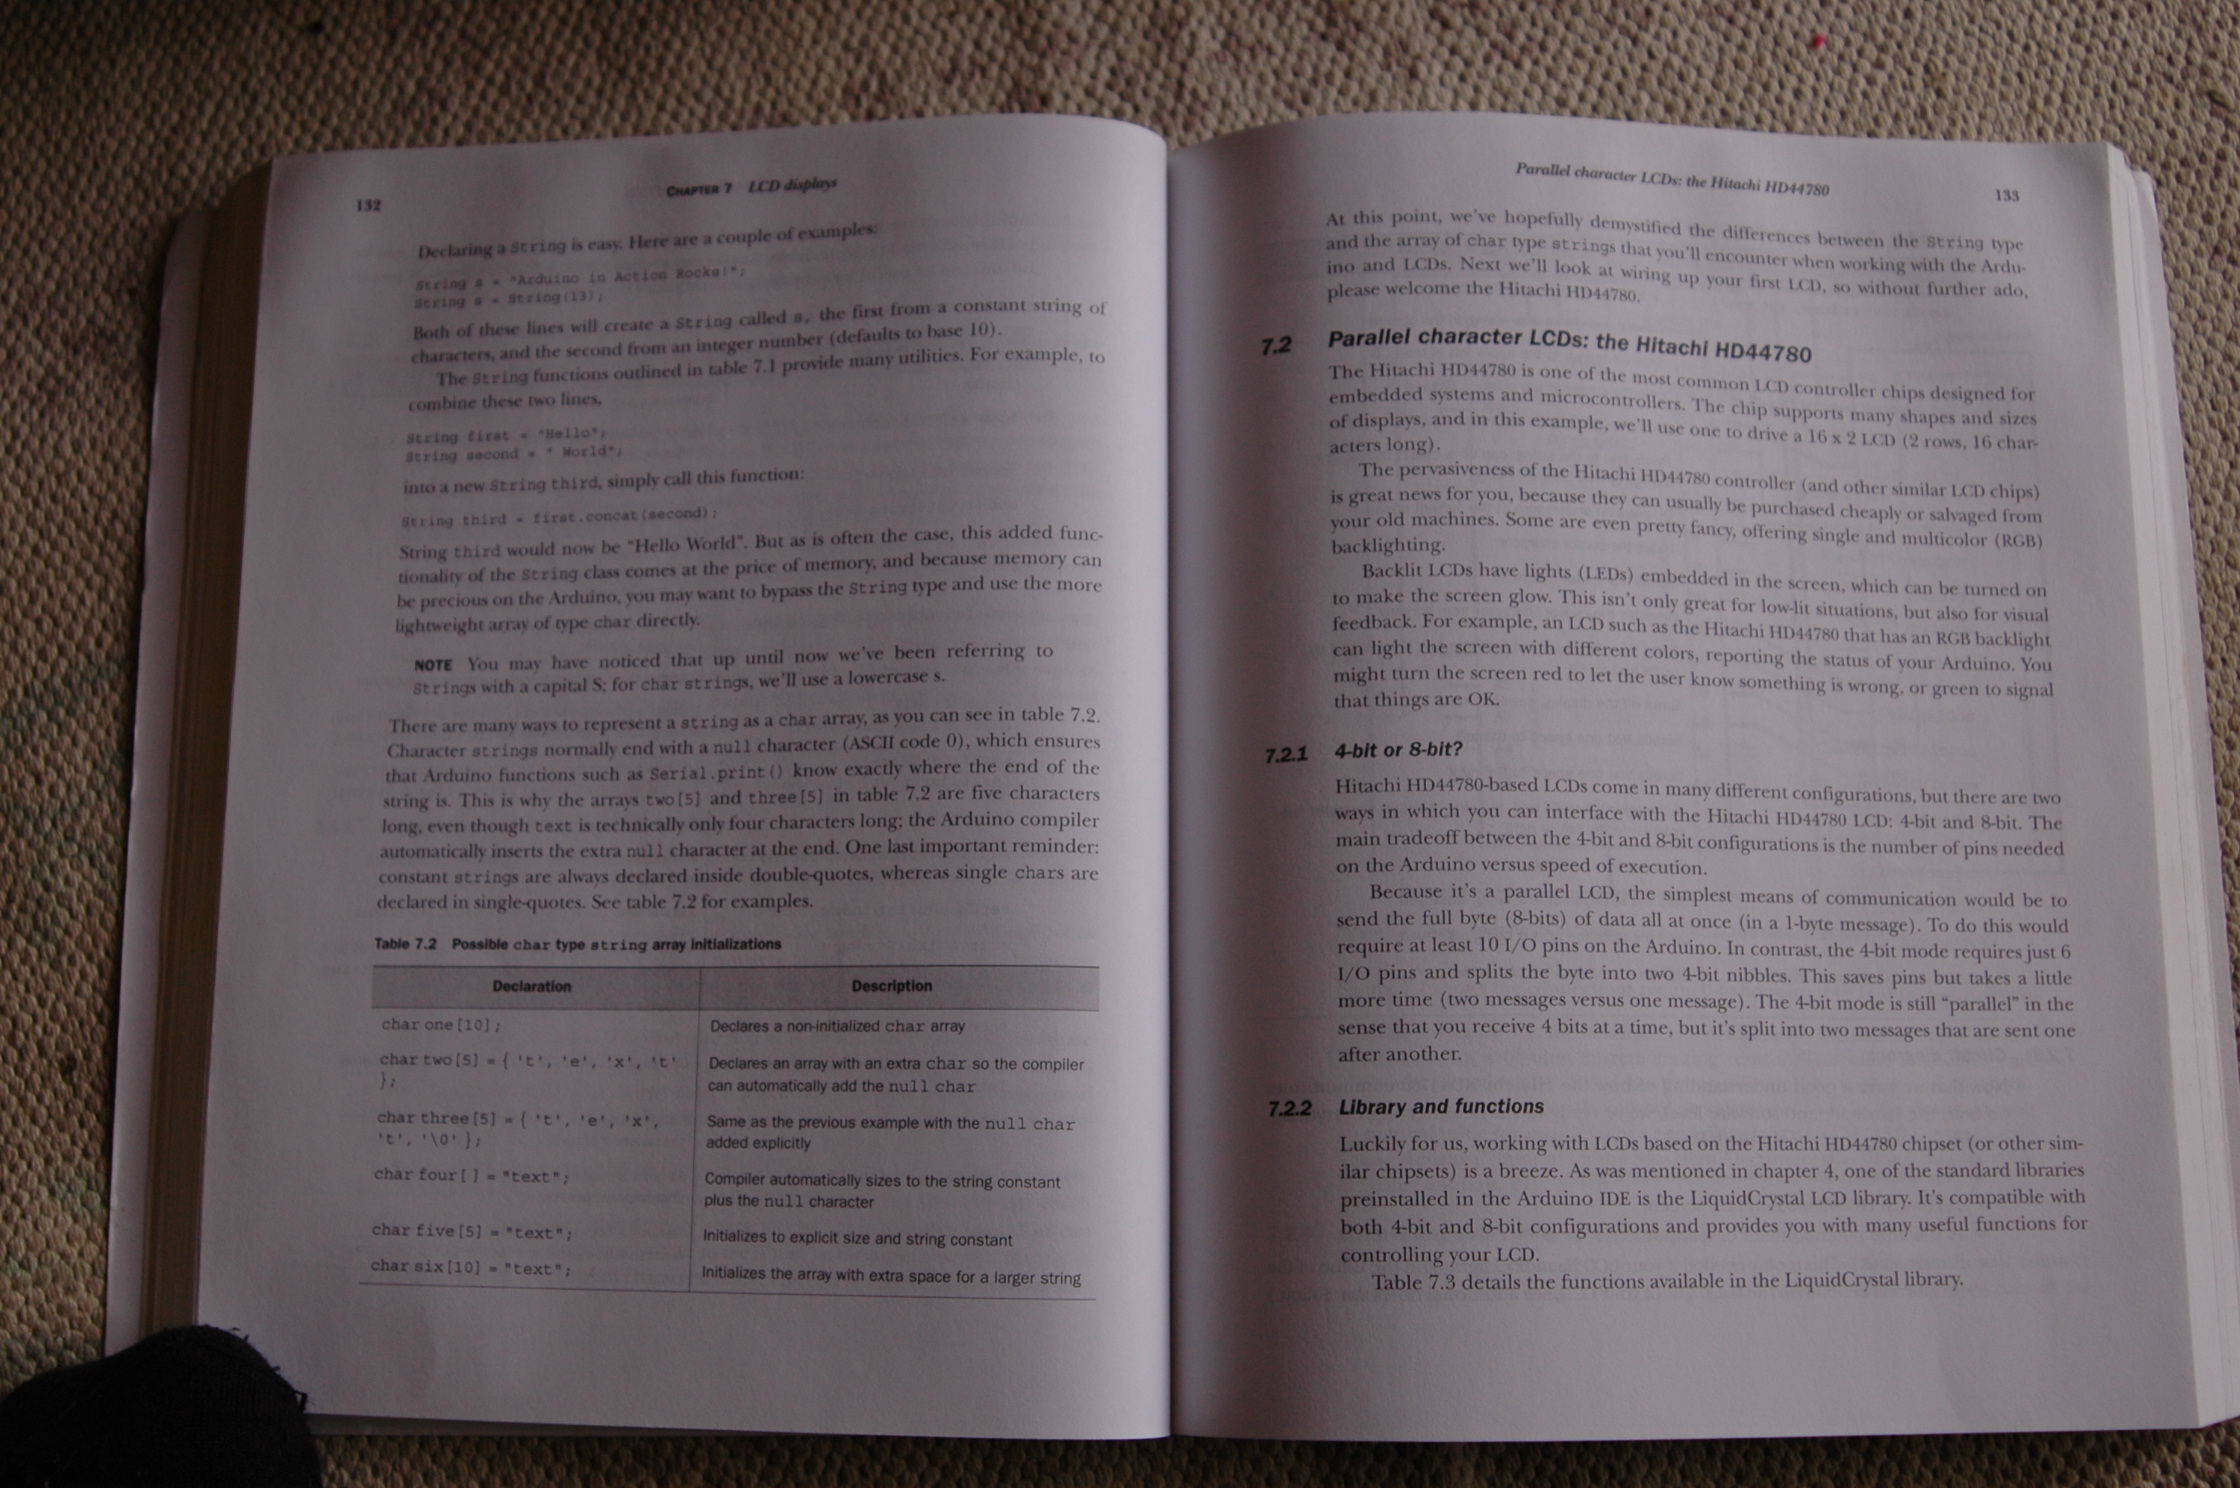 132
CHAPTER 7 LCD displays
Declaring a String is easy. Here are a couple of examples:
String s = "Arduino in Action Rocks!";
String s = String(13);
Both of these lines will create a String called s, the first from a constant string of
characters, and the second from an integer number (defaults to base 10).
The String functions outlined in table 7.1 provide many utilities. For example, to
combine these two lines,
String first = "Hello";
String second = " World";
into a new String third, simply call this function:
String third = first.concat(second);
String third would now be "Hello World". But as is often the case, this added func-
tionality of the String class comes at the price of memory, and because memory can
be precious on the Arduino, you may want to bypass the String type and use the more
lightweight array of type char directly.
NOTE You may have noticed that up until now we've been referring to
Strings with a capital S; for char strings, we'll use a lowercase s.
There are many ways to represent a string as a char array, as you can see in table 7.2.
Character strings normally end with a null character (ASCII code 0), which ensures
that Arduino functions such as Serial.print() know exactly where the end of the
string is. This is why the arrays two[5] and three[5] in table 7.2 are five characters
long, even though text is technically only four characters long; the Arduino compiler
automatically inserts the extra null character at the end. One last important reminder:
constant strings are always declared inside double-quotes, whereas single chars are
declared in single-quotes. See table 7.2 for examples.
Table 7.2 Possible char type string array initializations
Declaration Description
char one[10]; Declares a non-initialized char array
char two[5] = { 't', 'e', 'x', 't' Declares an array with an extra char so the compiler
}; can automatically add the null char
char three[5] = { 't', 'e', 'x', Same as the previous example with the null char
't', '\0' }; added explicitly
char four[] = "text"; Compiler automatically sizes to the string constant
plus the null character
char five[5] = "text"; Initializes to explicit size and string constant
char six[10] = "text"; Initializes the array with extra space for a larger string
Parallel character LCDs: the Hitachi HD44780
133
At this point, we've hopefully demystified the differences between the String type
and the array of char type strings that you'll encounter when working with the Ardu-
ino and LCDs. Next we'll look at wiring up your first LCD, so without further ado,
please welcome the Hitachi HD44780.
7.2 Parallel character LCDs: the Hitachi HD44780
The Hitachi HD44780 is one of the most common LCD controller chips designed for
embedded systems and microcontrollers. The chip supports many shapes and sizes
of displays, and in this example, we'll use one to drive a 16 x 2 LCD (2 rows, 16 char-
acters long).
The pervasiveness of the Hitachi HD44780 controller (and other similar LCD chips)
is great news for you, because they can usually be purchased cheaply or salvaged from
your old machines. Some are even pretty fancy, offering single and multicolor (RGB)
backlighting.
Backlit LCDs have lights (LEDs) embedded in the screen, which can be turned on
to make the screen glow. This isn't only great for low-lit situations, but also for visual
feedback. For example, an LCD such as the Hitachi HD44780 that has an RGB backlight
can light the screen with different colors, reporting the status of your Arduino. You
might turn the screen red to let the user know something is wrong, or green to signal
that things are OK.
7.2.1 4-bit or 8-bit?
Hitachi HD44780-based LCDs come in many different configurations, but there are two
ways in which you can interface with the Hitachi HD44780 LCD: 4-bit and 8-bit. The
main tradeoff between the 4-bit and 8-bit configurations is the number of pins needed
on the Arduino versus speed of execution.
Because it's a parallel LCD, the simplest means of communication would be to
send the full byte (8-bits) of data all at once (in a 1-byte message). To do this would
require at least 10 I/O pins on the Arduino. In contrast, the 4-bit mode requires just 6
I/O pins and splits the byte into two 4-bit nibbles. This saves pins but takes a little
more time (two messages versus one message). The 4-bit mode is still "parallel" in the
sense that you receive 4 bits at a time, but it's split into two messages that are sent one
after another.
7.2.2 Library and functions
Luckily for us, working with LCDs based on the Hitachi HD44780 chipset (or other sim-
ilar chipsets) is a breeze. As was mentioned in chapter 4, one of the standard libraries
preinstalled in the Arduino IDE is the LiquidCrystal LCD library. It's compatible with
both 4-bit and 8-bit configurations and provides you with many useful functions for
controlling your LCD.
Table 7.3 details the functions available in the LiquidCrystal library.